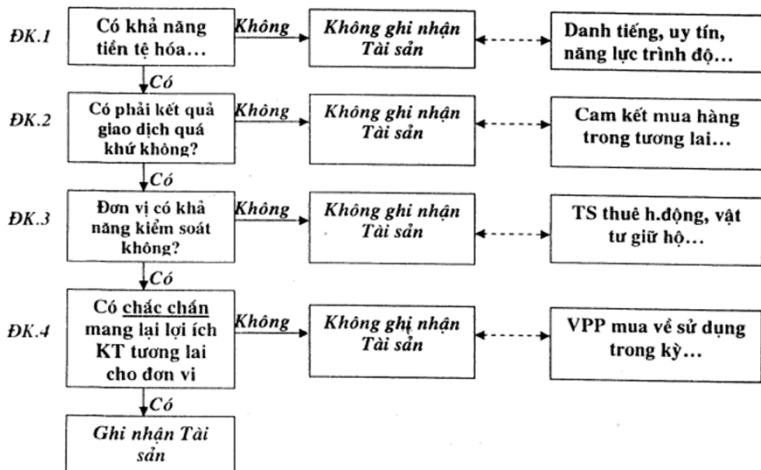 ĐK.1
Có khả năng
tiền tệ hóa...
Không
Không ghi nhận
Tài sản
Danh tiếng, uy tín,
năng lực trình độ...
Có
ĐK.2
Có phải kết quả
giao dịch quá
khứ không?
Không
Không ghi nhận
Tài sản
Cam kết mua hàng
trong tương lai...
Có
ĐK.3
Đơn vị có khả
năng kiểm soát
không?
Không
Không ghi nhận
Tài sản
TS thuê h.động, vật
tư giữ hộ...
Có
ĐK.4
Có chắc chắn
mang lại lợi ích
KT tương lai
cho đơn vi
Không
Không ghi nhận
Tài sản
VPP mua về sử dụng
trong kỳ...
Có
Ghi nhận Tài
sản